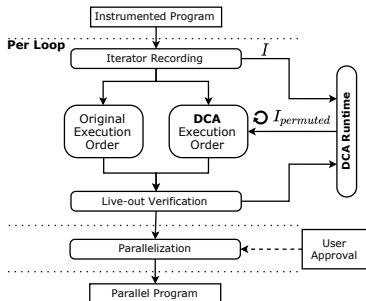 Instrumented Program
Per Loop
Iterator Recording
I
Original
Execution
Order
DCA
Execution
Order
I_permuted
DCA Runtime
Live-out Verification
Parallelization
User
Approval
Parallel Program